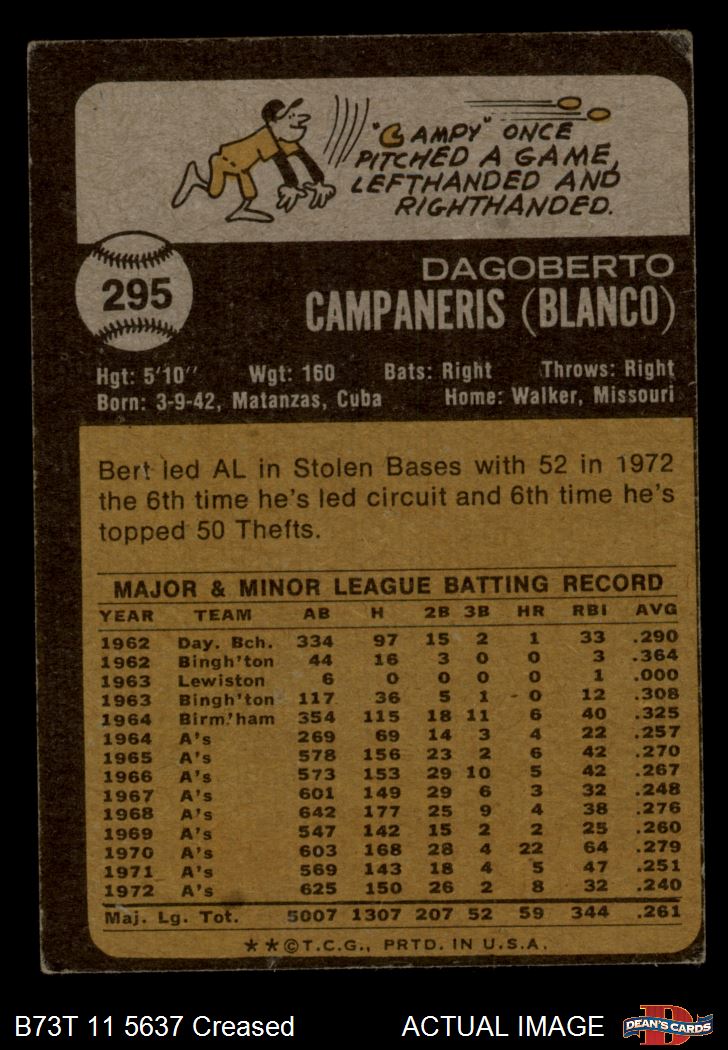 "CAMPY" ONCE
PITCHED A GAME,
LEFTHANDED AND
RIGHTHANDED.
295
DAGOBERTO
CAMPANERIS (BLANCO)
Hgt: 5'10" Wgt: 160 Bats: Right Throws: Right
Born: 3-9-42, Matanzas, Cuba Home: Walker, Missouri
Bert led AL in Stolen Bases with 52 in 1972
the 6th time he's led circuit and 6th time he's
topped 50 Thefts.
MAJOR & MINOR LEAGUE BATTING RECORD
YEAR TEAM AB H 2B 3B HR RBI AVG
1962 Day. Bch. 334 97 15 2 1 33 .290
1962 Bingh'ton 44 16 3 0 0 3 .364
1963 Lewiston 6 0 0 0 0 1 .000
1963 Bingh'ton 117 36 5 1 0 12 .308
1964 Birm.'ham 354 115 18 11 6 40 .325
1964 A's 269 69 14 3 4 22 .257
1965 A's 578 156 23 2 6 42 .270
1966 A's 573 153 29 10 5 42 .267
1967 A's 601 149 29 6 3 32 .248
1968 A's 642 177 25 9 4 38 .276
1969 A's 547 142 15 2 2 25 .260
1970 A's 603 168 28 4 22 64 .279
1971 A's 569 143 18 4 5 47 .251
1972 A's 625 150 26 2 8 32 .240
Maj. Lg. Tot. 5007 1307 207 52 59 344 .261
★★©T.C.G., PRTD. IN U.S.A.
B73T 11 5637 Creased ACTUAL IMAGE
D
DEAN'S CARDS